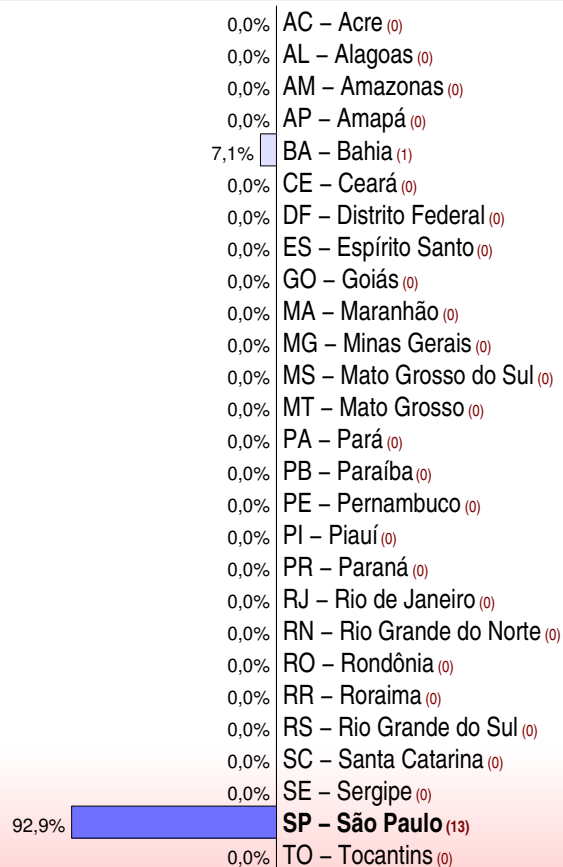 0,0% AC – Acre (0)
0,0% AL – Alagoas (0)
0,0% AM – Amazonas (0)
0,0% AP – Amapá (0)
7,1% BA – Bahia (1)
0,0% CE – Ceará (0)
0,0% DF – Distrito Federal (0)
0,0% ES – Espírito Santo (0)
0,0% GO – Goiás (0)
0,0% MA – Maranhão (0)
0,0% MG – Minas Gerais (0)
0,0% MS – Mato Grosso do Sul (0)
0,0% MT – Mato Grosso (0)
0,0% PA – Pará (0)
0,0% PB – Paraíba (0)
0,0% PE – Pernambuco (0)
0,0% PI – Piauí (0)
0,0% PR – Paraná (0)
0,0% RJ – Rio de Janeiro (0)
0,0% RN – Rio Grande do Norte (0)
0,0% RO – Rondônia (0)
0,0% RR – Roraima (0)
0,0% RS – Rio Grande do Sul (0)
0,0% SC – Santa Catarina (0)
0,0% SE – Sergipe (0)
92,9% SP – São Paulo (13)
0,0% TO – Tocantins (0)